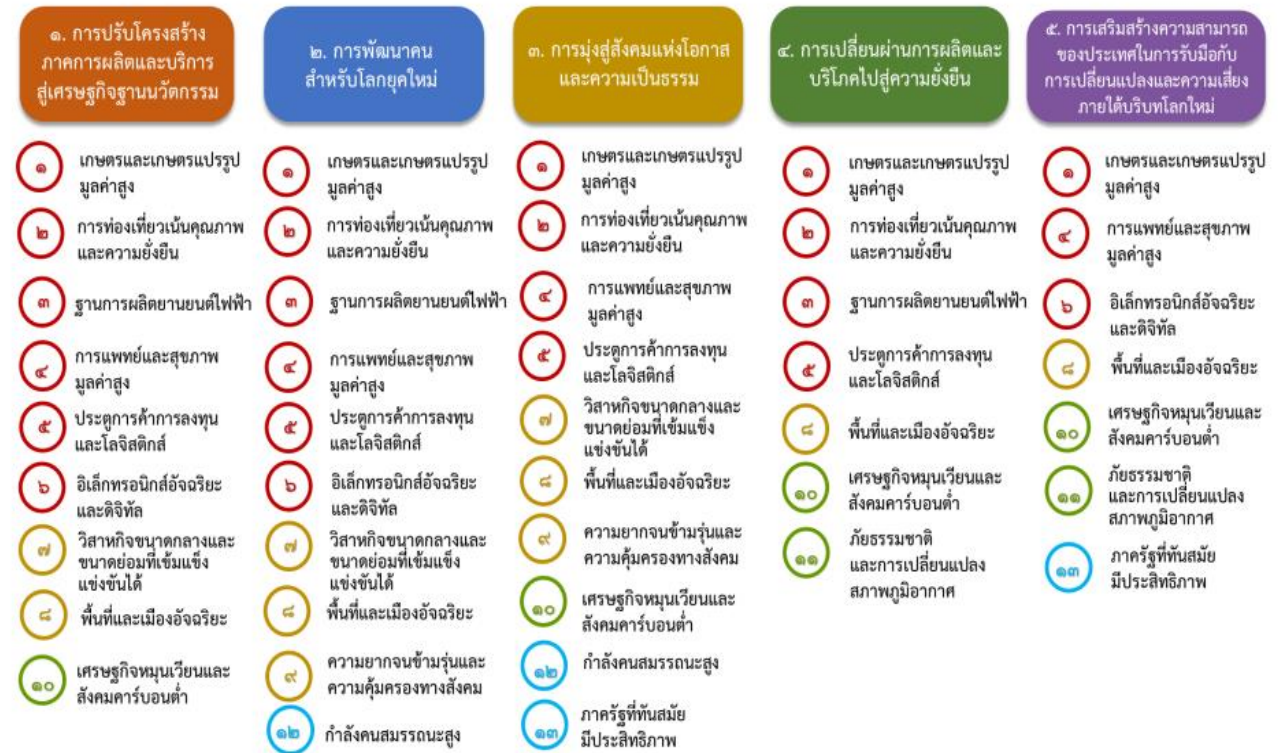 ๑. การปรับโครงสร้าง
ภาคการผลิตและบริการ
สู่เศรษฐกิจฐานนวัตกรรม
๑
เกษตรและเกษตรแปรรูป
มูลค่าสูง
๒
การท่องเที่ยวเน้นคุณภาพ
และความยั่งยืน
๓
ฐานการผลิตยานยนต์ไฟฟ้า
๔
การแพทย์และสุขภาพ
มูลค่าสูง
๕
ประตูการค้าการลงทุน
และโลจิสติกส์
๖
อิเล็กทรอนิกส์อัจฉริยะ
และดิจิทัล
๗
วิสาหกิจขนาดกลางและ
ขนาดย่อมที่เข้มแข็ง
แข่งขันได้
๘
พื้นที่และเมืองอัจฉริยะ
๑๐
เศรษฐกิจหมุนเวียนและ
สังคมคาร์บอนต่ำ
๒. การพัฒนาคน
สำหรับโลกยุคใหม่
๑
เกษตรและเกษตรแปรรูป
มูลค่าสูง
๒
การท่องเที่ยวเน้นคุณภาพ
และความยั่งยืน
๓
ฐานการผลิตยานยนต์ไฟฟ้า
๔
การแพทย์และสุขภาพ
มูลค่าสูง
๕
ประตูการค้าการลงทุน
และโลจิสติกส์
๖
อิเล็กทรอนิกส์อัจฉริยะ
และดิจิทัล
๗
วิสาหกิจขนาดกลางและ
ขนาดย่อมที่เข้มแข็ง
แข่งขันได้
๘
พื้นที่และเมืองอัจฉริยะ
๙
ความยากจนข้ามรุ่นและ
ความคุ้มครองทางสังคม
๑๒
กำลังคนสมรรถนะสูง
๓. การมุ่งสู่สังคมแห่งโอกาส
และความเป็นธรรม
๑
เกษตรและเกษตรแปรรูป
มูลค่าสูง
๒
การท่องเที่ยวเน้นคุณภาพ
และความยั่งยืน
๔
การแพทย์และสุขภาพ
มูลค่าสูง
๕
ประตูการค้าการลงทุน
และโลจิสติกส์
๗
วิสาหกิจขนาดกลางและ
ขนาดย่อมที่เข้มแข็ง
แข่งขันได้
๘
พื้นที่และเมืองอัจฉริยะ
๙
ความยากจนข้ามรุ่นและ
ความคุ้มครองทางสังคม
๑๐
เศรษฐกิจหมุนเวียนและ
สังคมคาร์บอนต่ำ
๑๒
กำลังคนสมรรถนะสูง
๑๓
ภาครัฐที่ทันสมัย
มีประสิทธิภาพ
๔. การเปลี่ยนผ่านการผลิตและ
บริโภคไปสู่ความยั่งยืน
๑
เกษตรและเกษตรแปรรูป
มูลค่าสูง
๒
การท่องเที่ยวเน้นคุณภาพ
และความยั่งยืน
๓
ฐานการผลิตยานยนต์ไฟฟ้า
๕
ประตูการค้าการลงทุน
และโลจิสติกส์
๘
พื้นที่และเมืองอัจฉริยะ
๑๐
เศรษฐกิจหมุนเวียนและ
สังคมคาร์บอนต่ำ
๑๑
ภัยธรรมชาติ
และการเปลี่ยนแปลง
สภาพภูมิอากาศ
๕. การเสริมสร้างความสามารถ
ของประเทศในการรับมือกับ
การเปลี่ยนแปลงและความเสี่ยง
ภายใต้บริบทโลกใหม่
๑
เกษตรและเกษตรแปรรูป
มูลค่าสูง
๔
การแพทย์และสุขภาพ
มูลค่าสูง
๖
อิเล็กทรอนิกส์อัจฉริยะ
และดิจิทัล
๘
พื้นที่และเมืองอัจฉริยะ
๑๐
เศรษฐกิจหมุนเวียนและ
สังคมคาร์บอนต่ำ
๑๑
ภัยธรรมชาติ
และการเปลี่ยนแปลง
สภาพภูมิอากาศ
๑๓
ภาครัฐที่ทันสมัย
มีประสิทธิภาพ